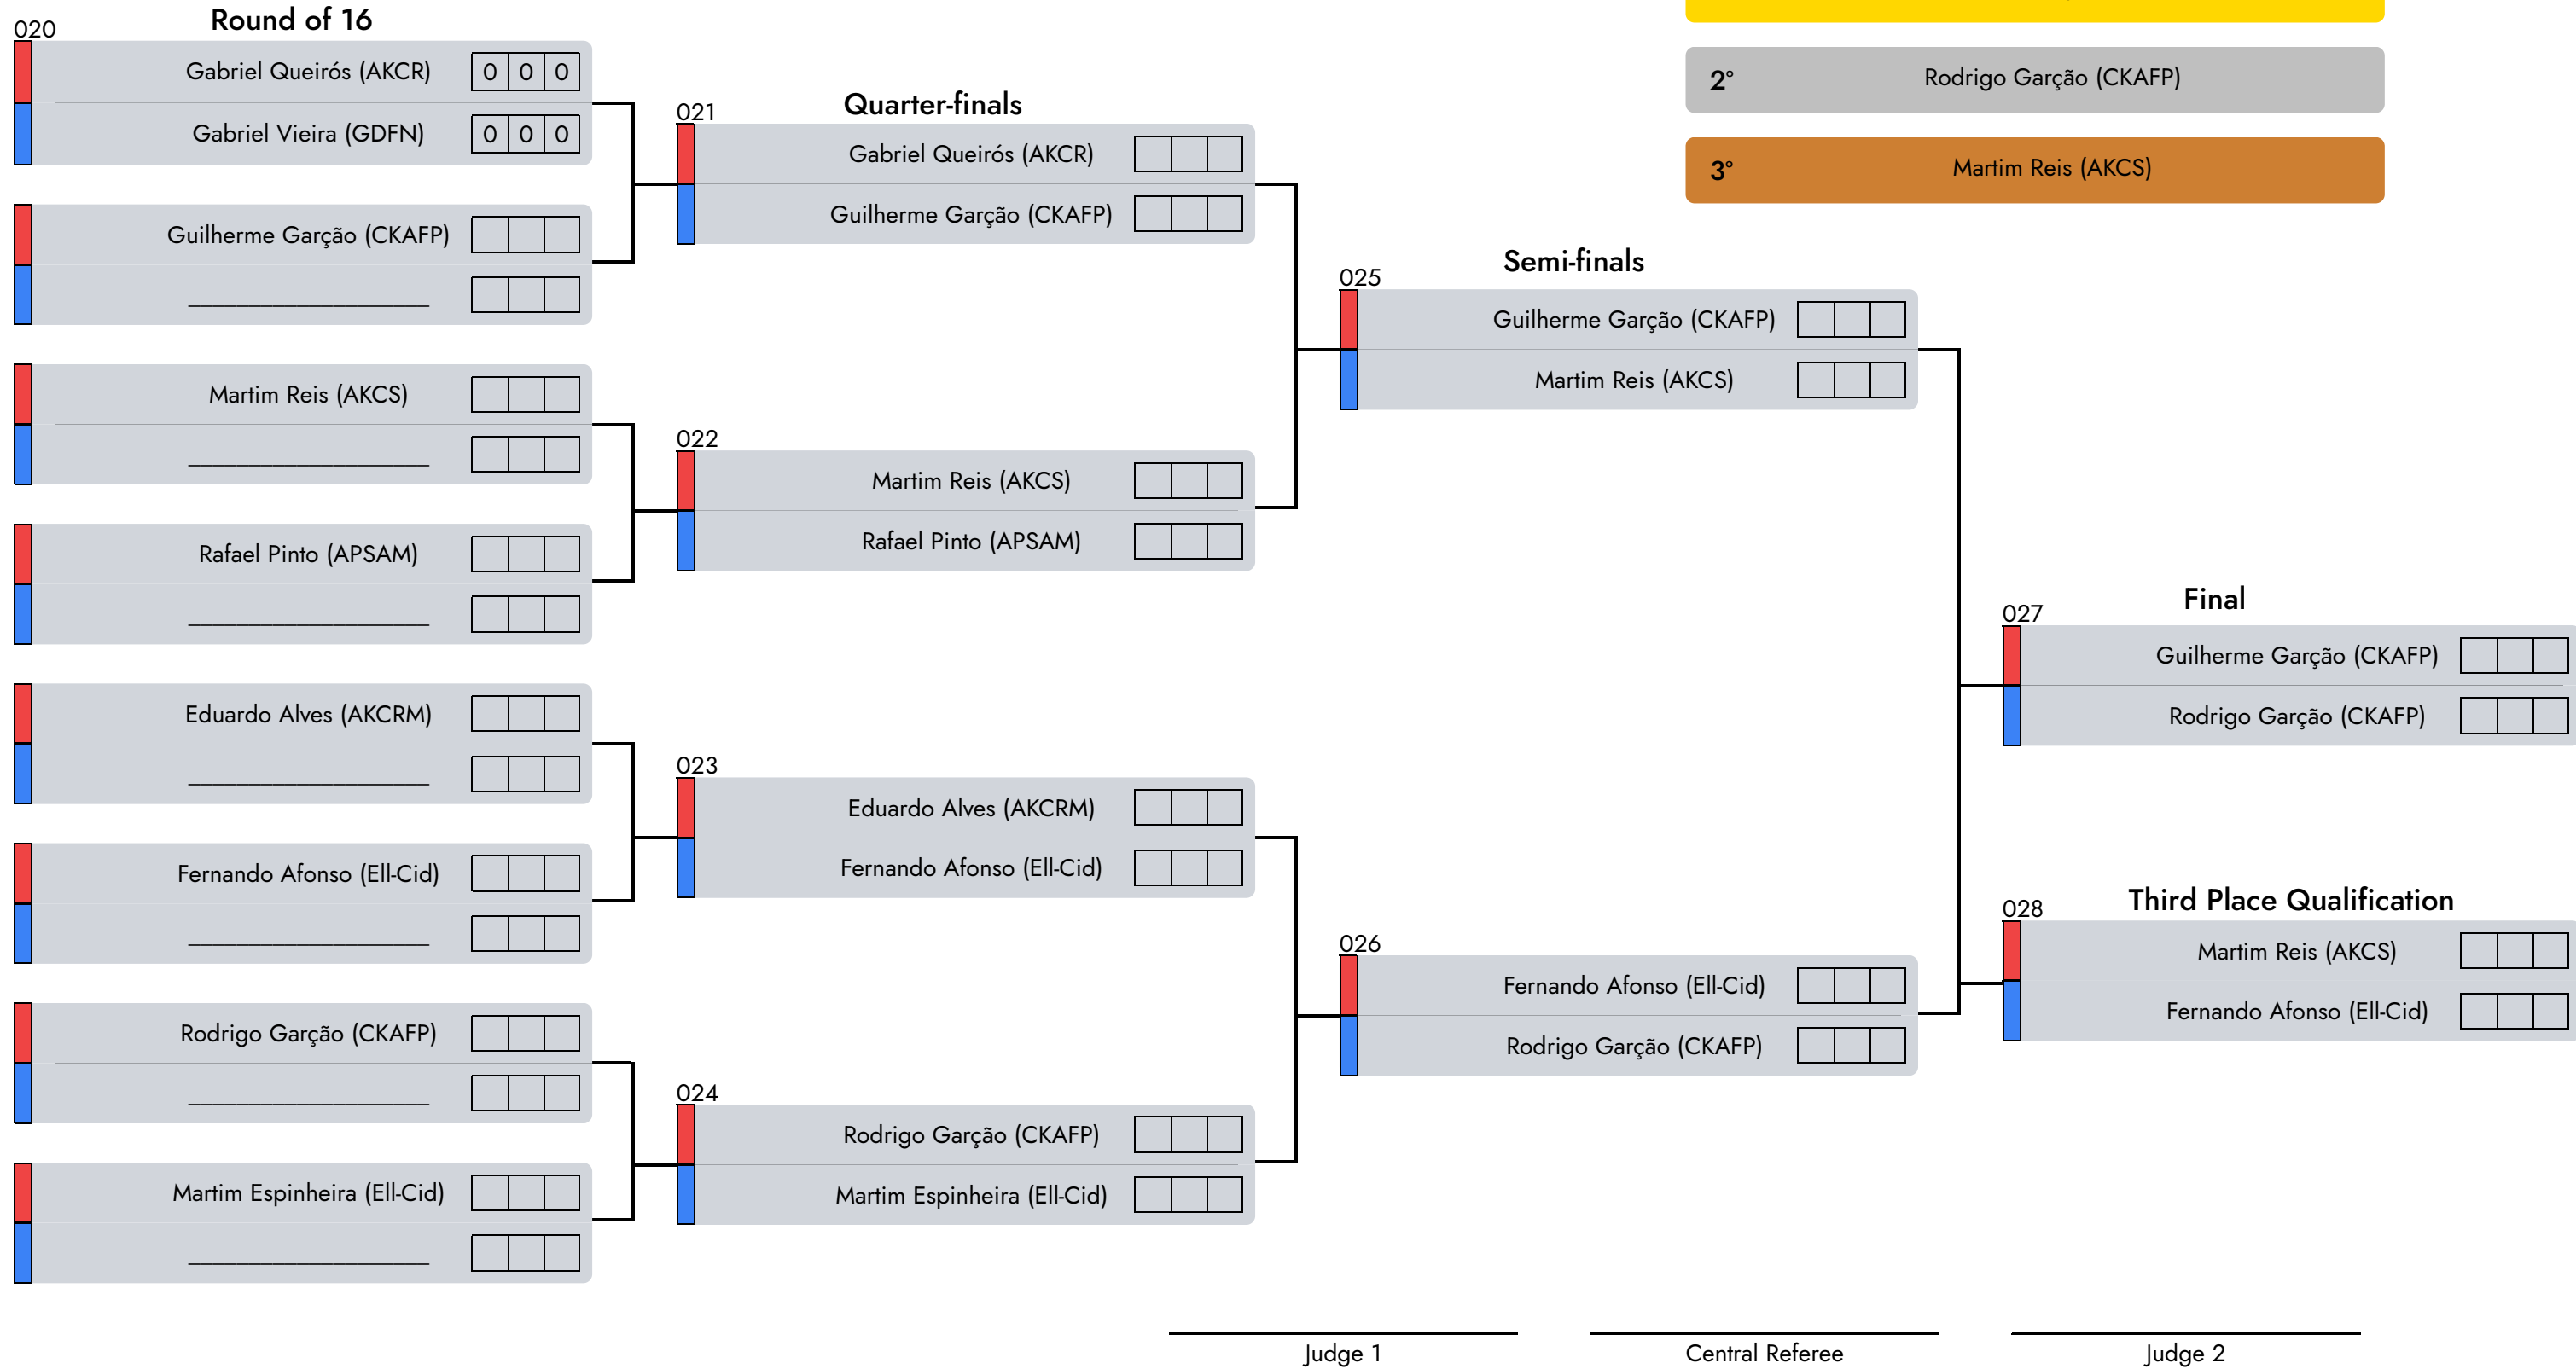 Round of 16
020
Gabriel Queirós (AKCR) 0 0 0
Gabriel Vieira (GDFN) 0 0 0
Guilherme Garção (CKAFP)
Martim Reis (AKCS)
Rafael Pinto (APSAM)
Eduardo Alves (AKCRM)
Fernando Afonso (Ell-Cid)
Rodrigo Garção (CKAFP)
Martim Espinheira (Ell-Cid)
Quarter-finals
021
Gabriel Queirós (AKCR)
Guilherme Garção (CKAFP)
022
Martim Reis (AKCS)
Rafael Pinto (APSAM)
023
Eduardo Alves (AKCRM)
Fernando Afonso (Ell-Cid)
024
Rodrigo Garção (CKAFP)
Martim Espinheira (Ell-Cid)
2° Rodrigo Garção (CKAFP)
3° Martim Reis (AKCS)
Semi-finals
025
Guilherme Garção (CKAFP)
Martim Reis (AKCS)
026
Fernando Afonso (Ell-Cid)
Rodrigo Garção (CKAFP)
Final
027
Guilherme Garção (CKAFP)
Rodrigo Garção (CKAFP)
Third Place Qualification
028
Martim Reis (AKCS)
Fernando Afonso (Ell-Cid)
Judge 1
Central Referee
Judge 2